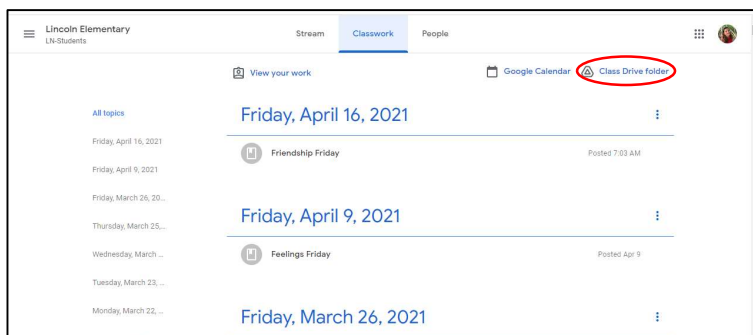 Lincoln Elementary
LN-Students
Stream Classwork People
View your work
Google Calendar
Class Drive folder
All topics
Friday, April 16, 2021
Friday, April 9, 2021
Friday, March 26, 20...
Thursday, March 25,...
Wednesday, March ...
Tuesday, March 23, ...
Monday, March 22, ...
Friday, April 16, 2021
Friendship Friday Posted 7:03 AM
Friday, April 9, 2021
Feelings Friday Posted Apr 9
Friday, March 26, 2021